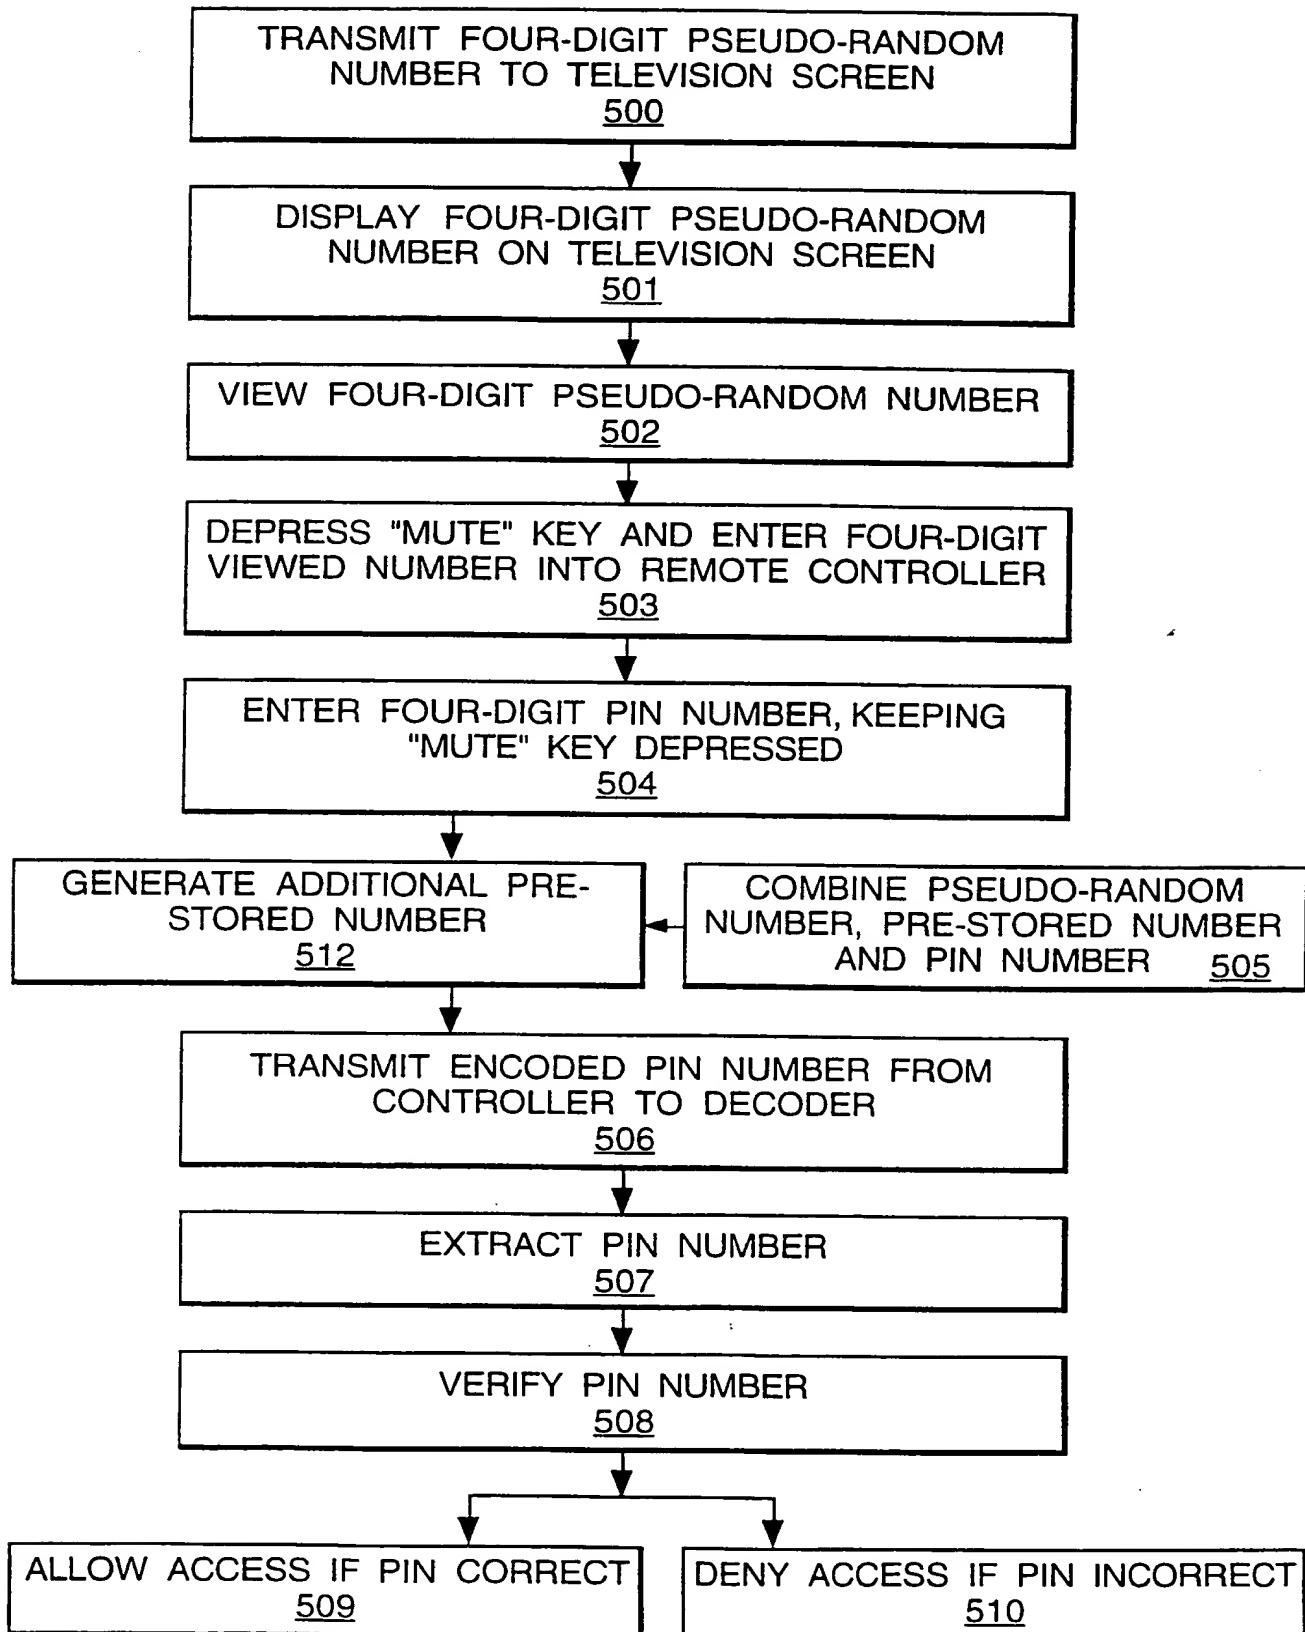 TRANSMIT FOUR-DIGIT PSEUDO-RANDOM
NUMBER TO TELEVISION SCREEN
500
DISPLAY FOUR-DIGIT PSEUDO-RANDOM
NUMBER ON TELEVISION SCREEN
501
VIEW FOUR-DIGIT PSEUDO-RANDOM NUMBER
502
DEPRESS "MUTE" KEY AND ENTER FOUR-DIGIT
VIEWED NUMBER INTO REMOTE CONTROLLER
503
ENTER FOUR-DIGIT PIN NUMBER, KEEPING
"MUTE" KEY DEPRESSED
504
GENERATE ADDITIONAL PRE-
STORED NUMBER
512
COMBINE PSEUDO-RANDOM
NUMBER, PRE-STORED NUMBER
AND PIN NUMBER 505
TRANSMIT ENCODED PIN NUMBER FROM
CONTROLLER TO DECODER
506
EXTRACT PIN NUMBER
507
VERIFY PIN NUMBER
508
ALLOW ACCESS IF PIN CORRECT
509
DENY ACCESS IF PIN INCORRECT
510